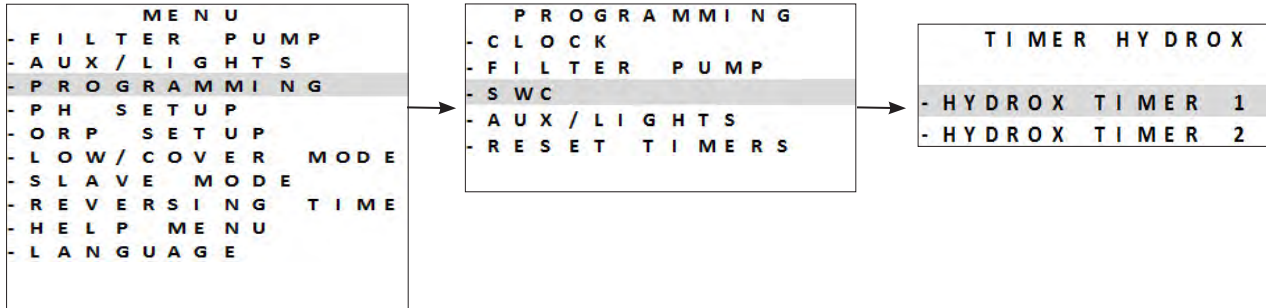 MENU
- FILTER PUMP
- AUX/LIGHTS
- PROGRAMMING
- PH SETUP
- ORP SETUP
- LOW/COVER MODE
- SLAVE MODE
- REVERSING TIME
- HELP MENU
- LANGUAGE
PROGRAMMING
- CLOCK
- FILTER PUMP
- SWC
- AUX/LIGHTS
- RESET TIMERS
TIMER HYDROX
- HYDROX TIMER 1
- HYDROX TIMER 2